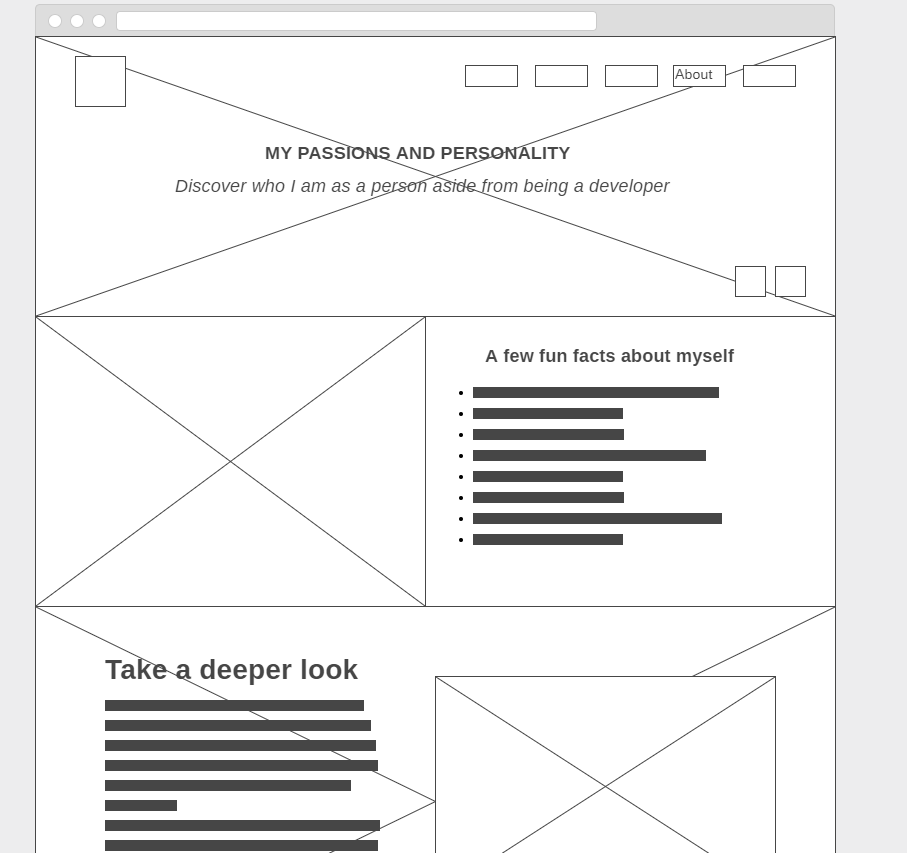 About
MY PASSIONS AND PERSONALITY
Discover who I am as a person aside from being a developer
A few fun facts about myself
Take a deeper look